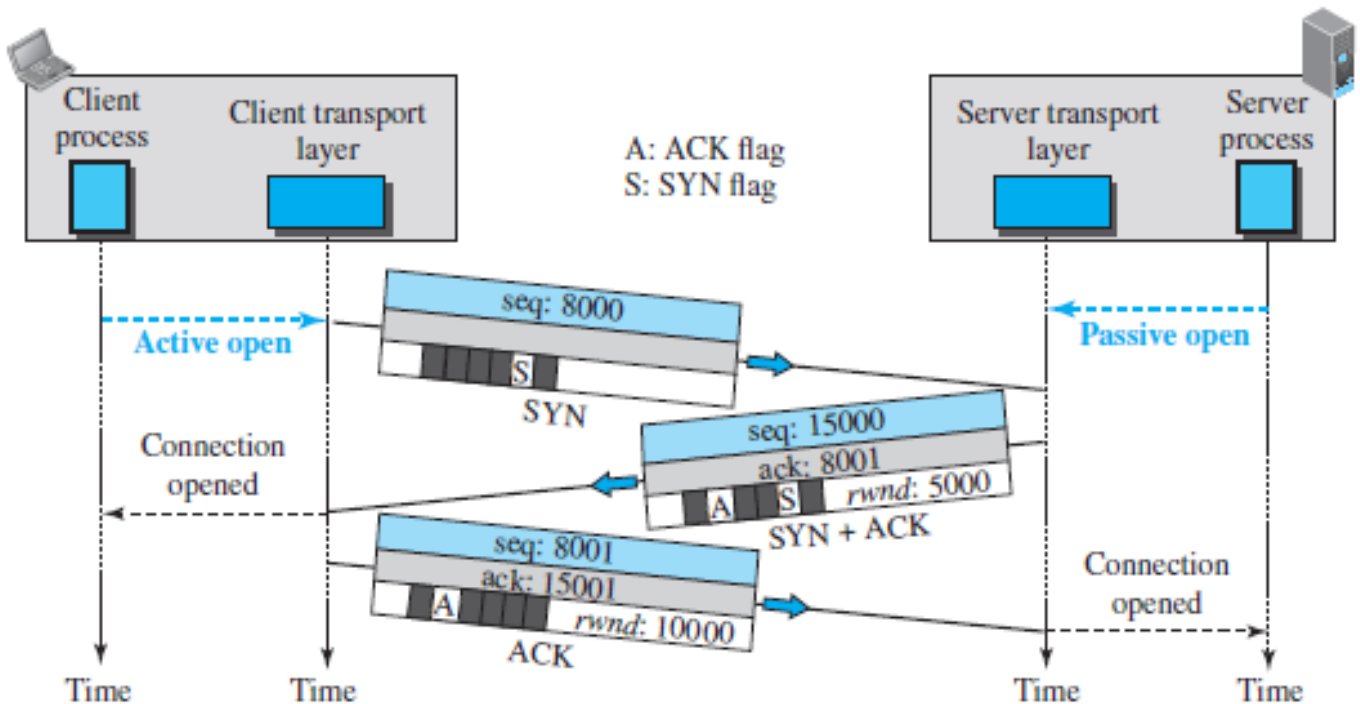 Client
process
Client transport
layer
A: ACK flag
S: SYN flag
Server transport
layer
Server
process
seq: 8000
S
SYN
Active open
Passive open
seq: 15000
ack: 8001
A S rwnd: 5000
SYN + ACK
Connection
opened
seq: 8001
ack: 15001
A rwnd: 10000
ACK
Connection
opened
Time
Time
Time
Time